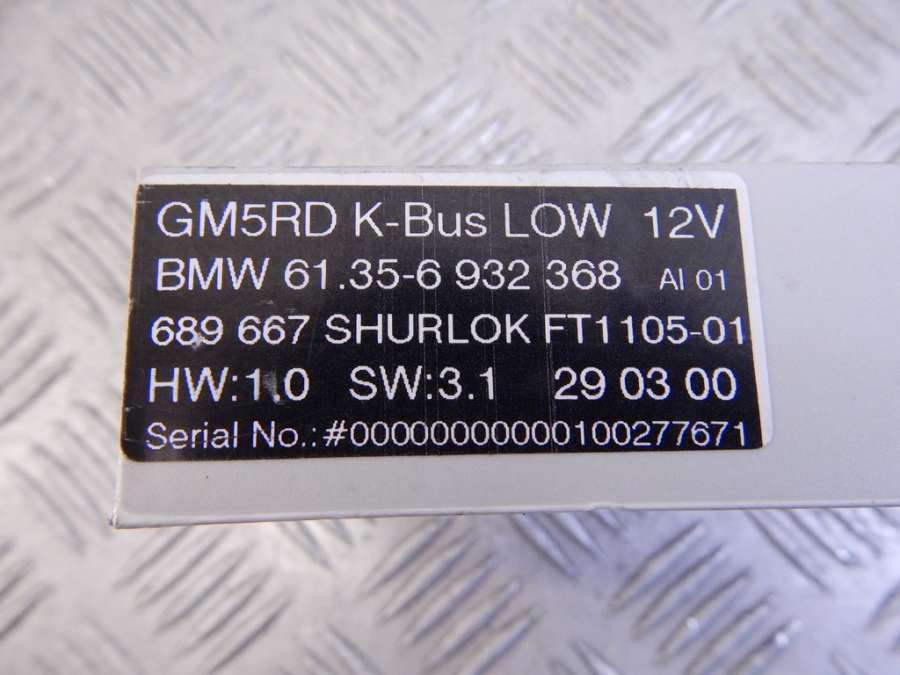 GM5RD K-Bus LOW 12V
BMW 61.35-6 932 368 AI 01
689 667 SHURLOK FT1105-01
HW:1.0 SW:3.1 29 03 00
Serial No.:#00000000000100277671